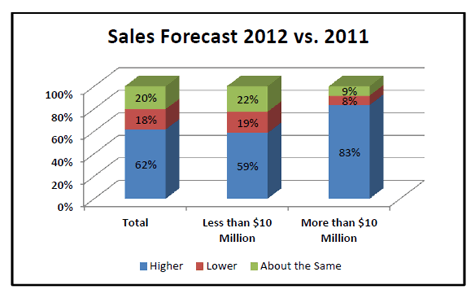 Sales Forecast 2012 vs. 2011
100%
80%
60%
40%
20%
0%
20%
18%
62%
22%
19%
59%
9%
8%
83%
Total
Less than $10
Million
More than $10
Million
Higher Lower About the Same